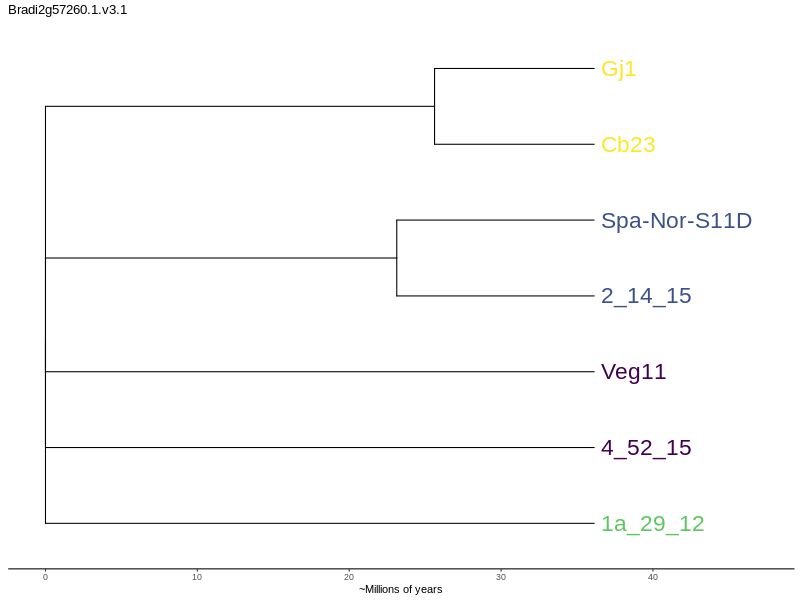 Bradi2g57260.1.v3.1
Gj1
Cb23
Spa-Nor-S11D
2_14_15
Veg11
4_52_15
1a_29_12
0 10 20 30 40
~Millions of years